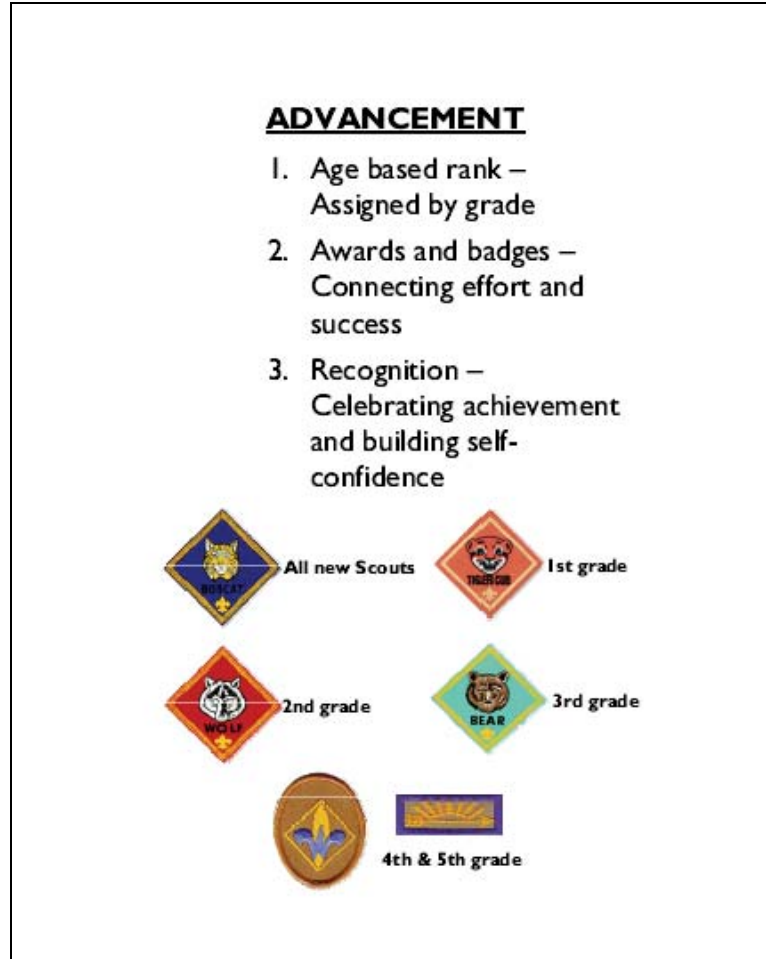 ADVANCEMENT
1. Age based rank –
Assigned by grade
2. Awards and badges –
Connecting effort and
success
3. Recognition –
Celebrating achievement
and building self-
confidence
BOBCAT
All new Scouts
TIGER CUB
1st grade
WOLF
2nd grade
BEAR
3rd grade
4th & 5th grade